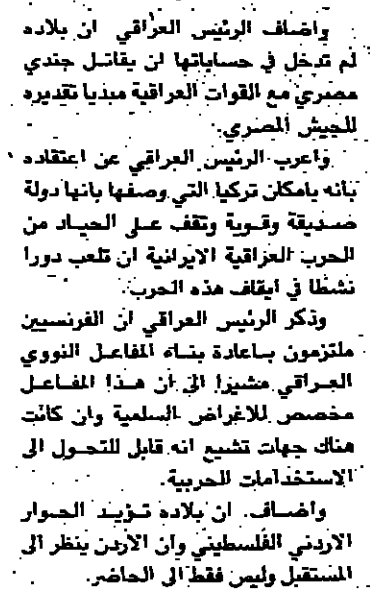 واضاف الرئيس العراقي ان بلاده
لم تدخل في حساباتها ان يقاتل جندي
مصري مع القوات العراقية مبديا تقديره
للجيش المصري.
واعرب الرئيس العراقي عن اعتقاده
بأنه بامكان تركيا التي وصفها بانها دولة
صديقة وقوية وتقف على الحياد من
الحرب العراقية الايرانية ان تلعب دورا
نشطا في ايقاف هذه الحرب.
وذكر الرئيس العراقي ان الفرنسيين
ملتزمون باعادة بناء المفاعل النووي
العراقي مشيرا الى ان هذا المفاعل
مخصص للاغراض السلمية وان كانت
هناك جهات تشيع انه قابل للتحول الى
الاستخدامات الحربية.
واضاف. ان بلاده تؤيد الحوار
الاردني الفلسطيني وان الاردن ينظر الى
المستقبل وليس فقط الى الحاضر.